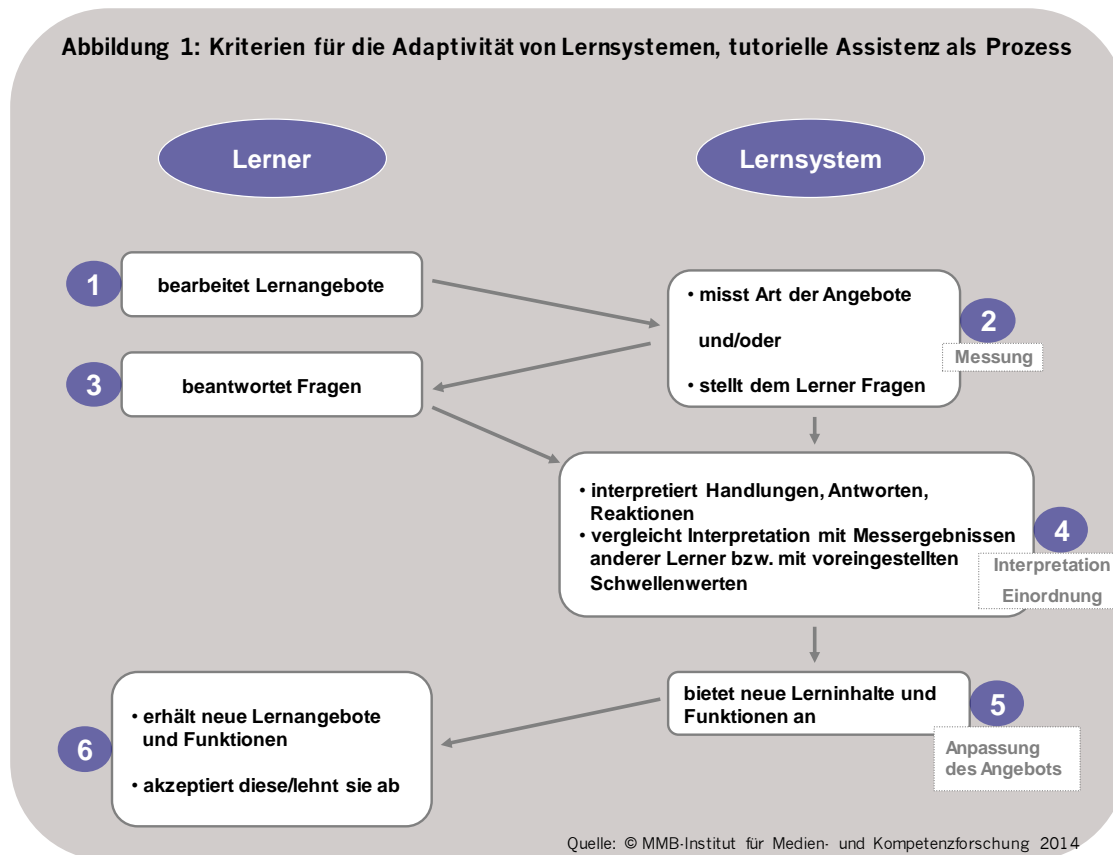 Abbildung 1: Kriterien für die Adaptivität von Lernsystemen, tutorielle Assistenz als Prozess
Lerner
Lernsystem
1
bearbeitet Lernangebote
• misst Art der Angebote
und/oder
• stellt dem Lerner Fragen
2
Messung
3
beantwortet Fragen
• interpretiert Handlungen, Antworten,
Reaktionen
• vergleicht Interpretation mit Messergebnissen
anderer Lerner bzw. mit voreingestellten
Schwellenwerten
4
Interpretation
Einordnung
bietet neue Lerninhalte und
Funktionen an
5
Anpassung
des Angebots
6
• erhält neue Lernangebote
und Funktionen
• akzeptiert diese/lehnt sie ab
Quelle: © MMB-Institut für Medien- und Kompetenzforschung 2014